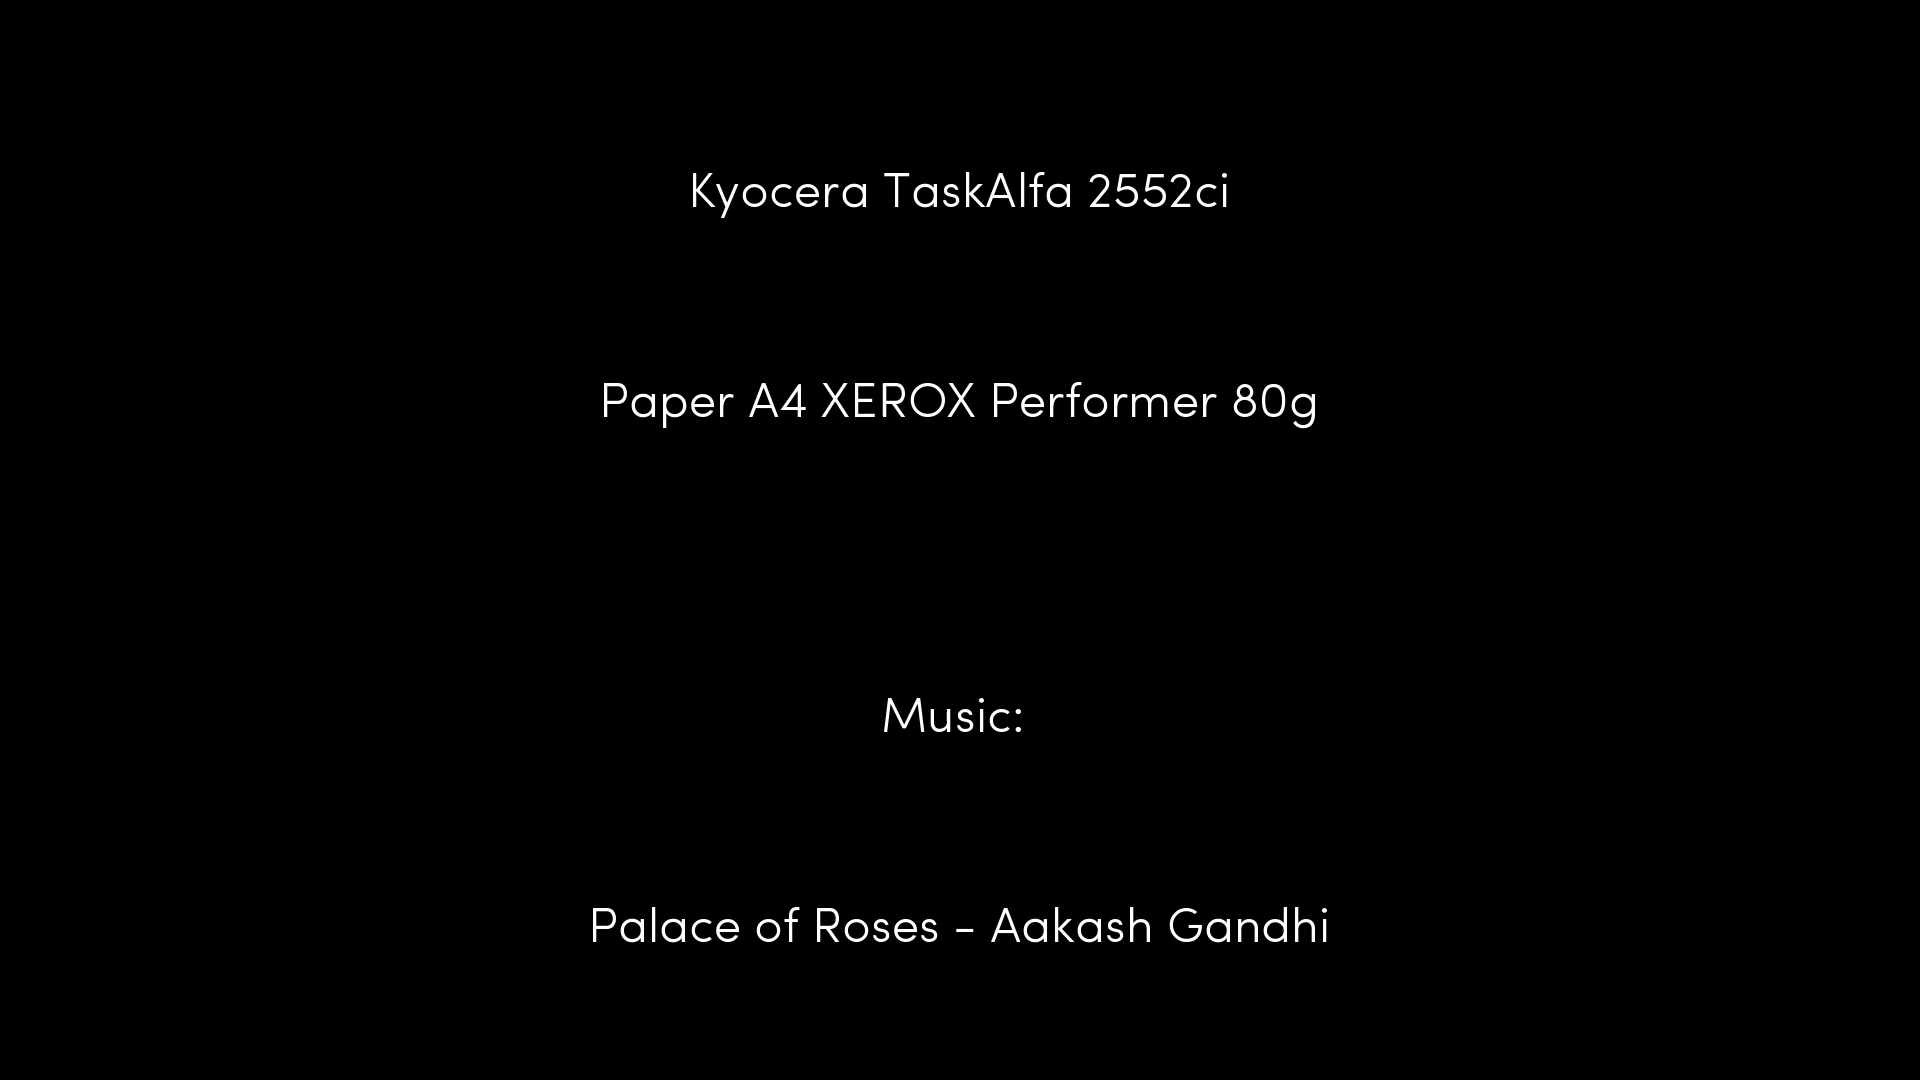 Kyocera TaskAlfa 2552ci
Paper A4 XEROX Performer 80g
Music:
Palace of Roses - Aakash Gandhi